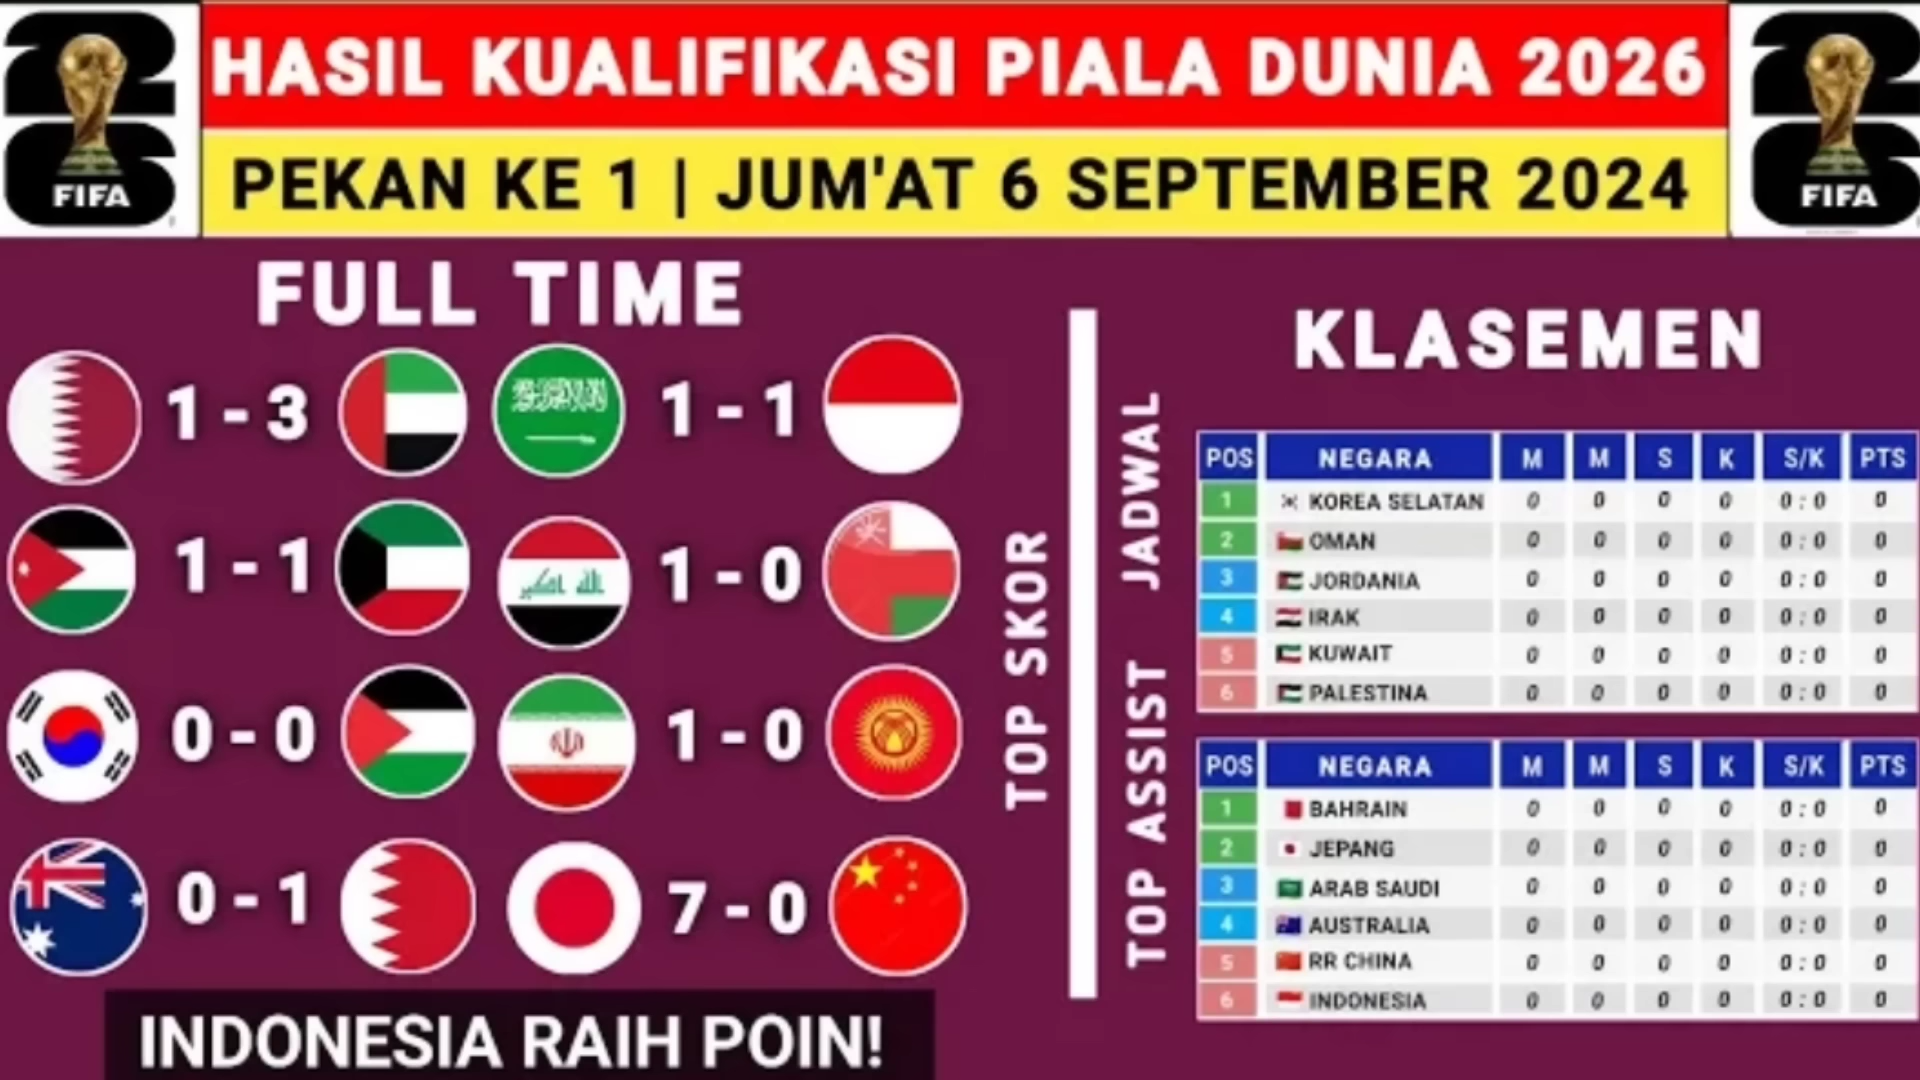 HASIL KUALIFIKASI PIALA DUNIA 2026
PEKAN KE 1 | JUM'AT 6 SEPTEMBER 2024
FIFA
FIFA
FULL TIME
1 - 3
1 - 1
1 - 1
1 - 0
0 - 0
1 - 0
0 - 1
7 - 0
INDONESIA RAIH POIN!
TOP SKOR
TOP ASSIST
JADWAL
KLASEMEN
POS NEGARA M M S K S/K PTS
1 KOREA SELATAN 0 0 0 0 0:0 0
2 OMAN 0 0 0 0 0:0 0
3 JORDANIA 0 0 0 0 0:0 0
4 IRAK 0 0 0 0 0:0 0
5 KUWAIT 0 0 0 0 0:0 0
6 PALESTINA 0 0 0 0 0:0 0
POS NEGARA M M S K S/K PTS
1 BAHRAIN 0 0 0 0 0:0 0
2 JEPANG 0 0 0 0 0:0 0
3 ARAB SAUDI 0 0 0 0 0:0 0
4 AUSTRALIA 0 0 0 0 0:0 0
5 RR CHINA 0 0 0 0 0:0 0
6 INDONESIA 0 0 0 0 0:0 0